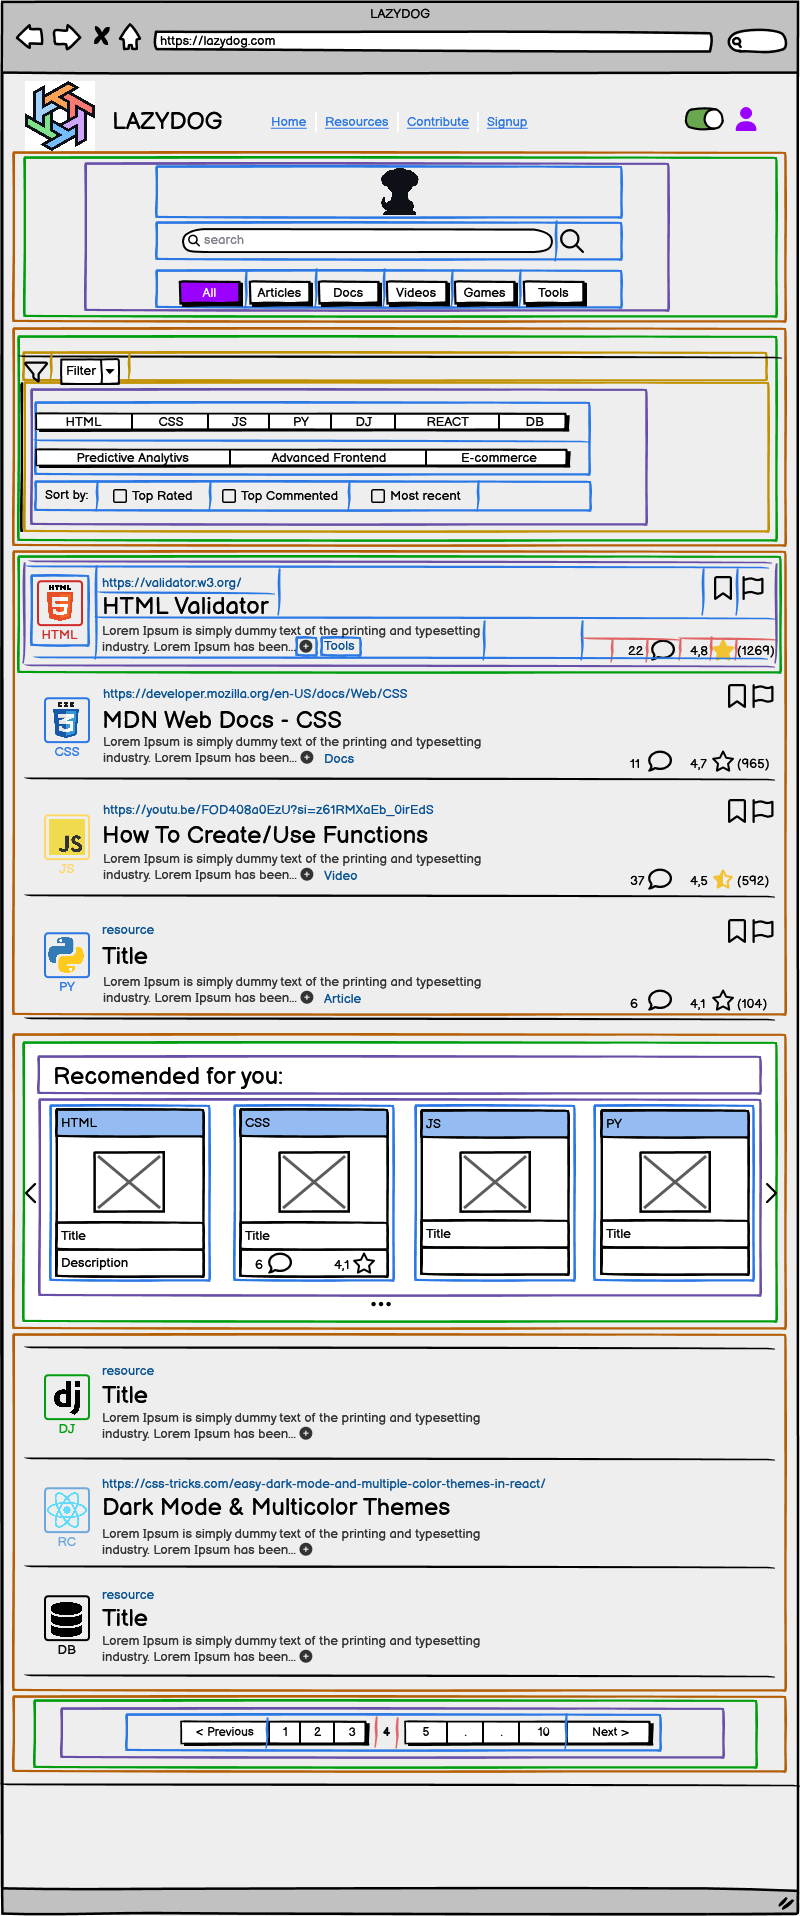 LAZYDOG
https://lazydog.com
LAZYDOG
Home Resources Contribute Signup
search
All Articles Docs Videos Games Tools
Filter
HTML CSS JS PY DJ REACT DB
Predictive Analytivs Advanced Frontend E-commerce
Sort by: Top Rated Top Commented Most recent
https://validator.w3.org/
HTML
HTML Validator
HTML
Lorem Ipsum is simply dummy text of the printing and typesetting
industry. Lorem Ipsum has been... Tools
22 4,8 (1269)
https://developer.mozilla.org/en-US/docs/Web/CSS
CSS
MDN Web Docs - CSS
CSS
Lorem Ipsum is simply dummy text of the printing and typesetting
industry. Lorem Ipsum has been... Docs
11 4,7 (965)
https://youtu.be/FOD408a0EzU?si=z61RMXaEb_0irEdS
How To Create/Use Functions
JS
JS
Lorem Ipsum is simply dummy text of the printing and typesetting
industry. Lorem Ipsum has been... Video
37 4,5 (592)
resource
Title
PY
Lorem Ipsum is simply dummy text of the printing and typesetting
industry. Lorem Ipsum has been... Article
6 4,1 (104)
Recomended for you:
HTML CSS JS PY
Title Title Title Title
Description 6 4,1
...
resource
Title
dj
DJ
Lorem Ipsum is simply dummy text of the printing and typesetting
industry. Lorem Ipsum has been...
https://css-tricks.com/easy-dark-mode-and-multiple-color-themes-in-react/
Dark Mode & Multicolor Themes
RC
Lorem Ipsum is simply dummy text of the printing and typesetting
industry. Lorem Ipsum has been...
resource
Title
DB
Lorem Ipsum is simply dummy text of the printing and typesetting
industry. Lorem Ipsum has been...
< Previous 1 2 3 4 5 . . 10 Next >